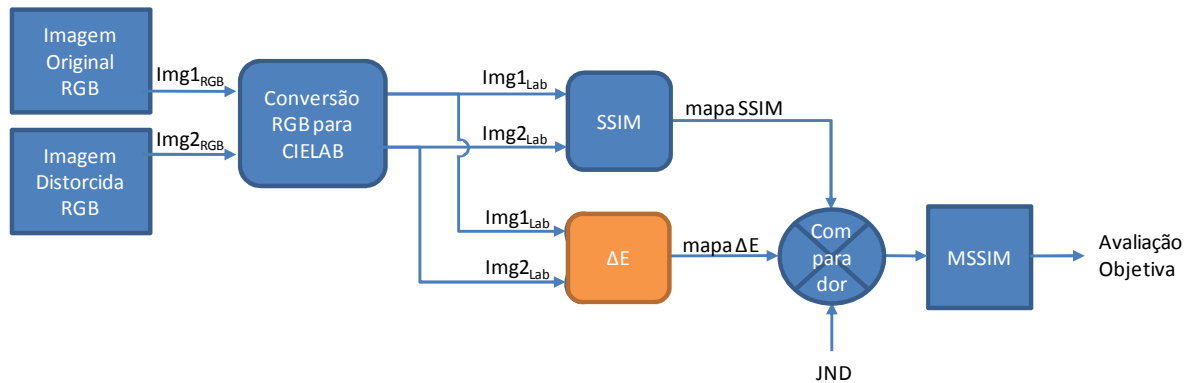 Imagem
Original
RGB
Img1RGB
Imagem
Distorcida
RGB
Img2RGB
Conversão
RGB para
CIELAB
Img1Lab
Img2Lab
SSIM
mapa SSIM
Img1Lab
Img2Lab
ΔE
mapa ΔE
Com
para
dor
JND
MSSIM
Avaliação
Objetiva